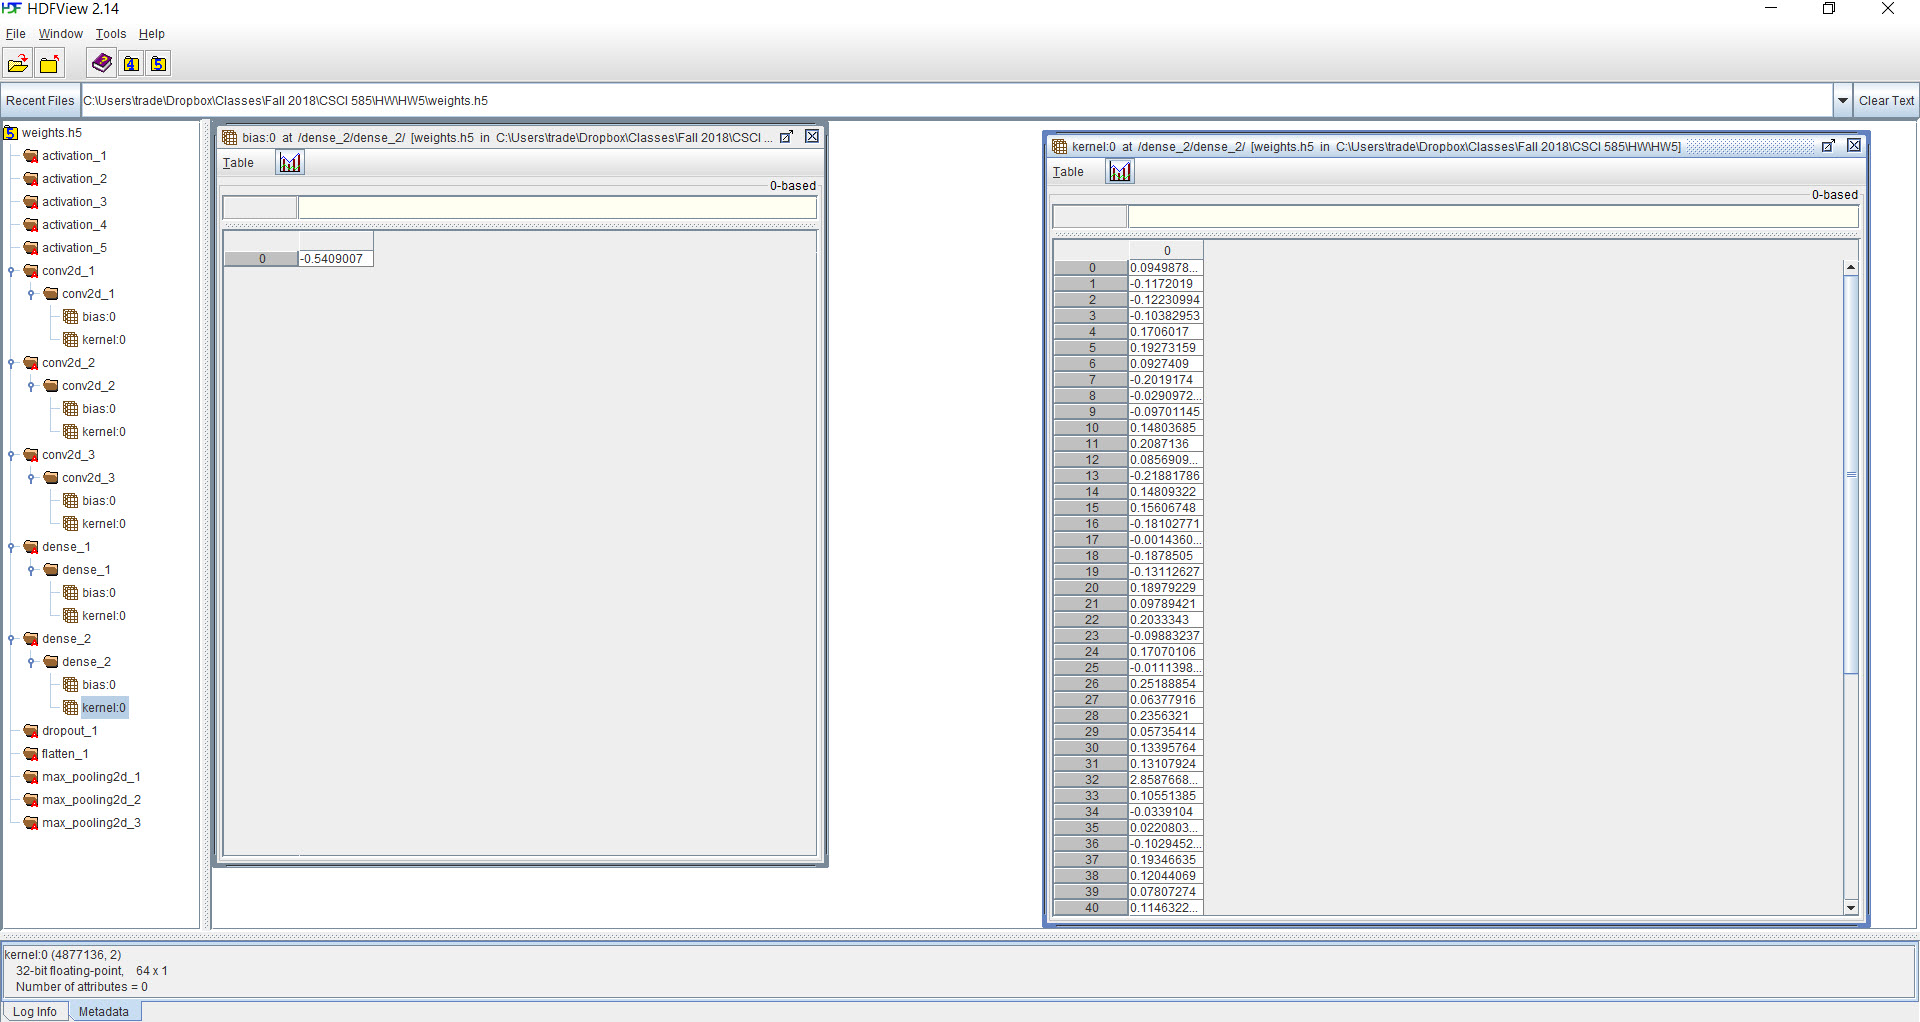 HDFView 2.14
File Window Tools Help
Recent Files C:\Users\trade\Dropbox\Classes\Fall 2018\CSCI 585\HW\HW5\weights.h5 Clear Text
weights.h5
activation_1
activation_2
activation_3
activation_4
activation_5
conv2d_1
conv2d_1
bias:0
kernel:0
conv2d_2
conv2d_2
bias:0
kernel:0
conv2d_3
conv2d_3
bias:0
kernel:0
dense_1
dense_1
bias:0
kernel:0
dense_2
dense_2
bias:0
kernel:0
dropout_1
flatten_1
max_pooling2d_1
max_pooling2d_2
max_pooling2d_3
bias:0 at /dense_2/dense_2/ [weights.h5 in C:\Users\trade\Dropbox\Classes\Fall 2018\CSCI ...
Table
0-based
0 -0.5409007
kernel:0 at /dense_2/dense_2/ [weights.h5 in C:\Users\trade\Dropbox\Classes\Fall 2018\CSCI 585\HW\HW5]
Table
0-based
0
0 0.0949878...
1 -0.1172019
2 -0.12230994
3 -0.10382953
4 0.1706017
5 0.19273159
6 0.0927409
7 -0.2019174
8 -0.0290972...
9 -0.09701145
10 0.14803685
11 0.2087136
12 0.0856909...
13 -0.21881786
14 0.14809322
15 0.15606748
16 -0.18102771
17 -0.0014360...
18 -0.1878505
19 -0.13112627
20 0.18979229
21 0.09789421
22 0.2033343
23 -0.09883237
24 0.17070106
25 -0.0111398...
26 0.25188854
27 0.06377916
28 0.2356321
29 0.05735414
30 0.13395764
31 0.13107924
32 2.8587668...
33 0.10551385
34 -0.0339104
35 0.0220803...
36 -0.1029452...
37 0.19346635
38 0.12044069
39 0.07807274
40 0.1146322...
kernel:0 (4877136, 2)
32-bit floating-point, 64 x 1
Number of attributes = 0
Log Info Metadata